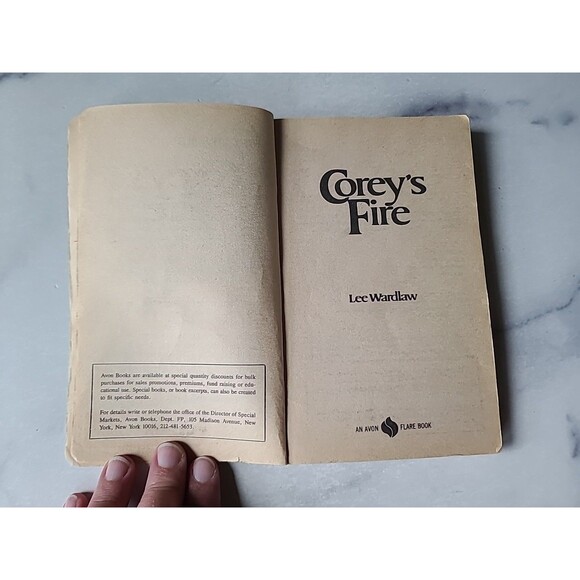 Avon Books are available at special quantity discounts for bulk
purchases for sales promotions, premiums, fund raising or edu-
cational use. Special books, or book excerpts, can also be created
to fit specific needs.
For details write or telephone the office of the Director of Special
Markets, Avon Books, Dept. FP, 105 Madison Avenue, New
York, New York 10016, 212-481-5653.
Corey's
Fire
Lee Wardlaw
AN AVON FLARE BOOK